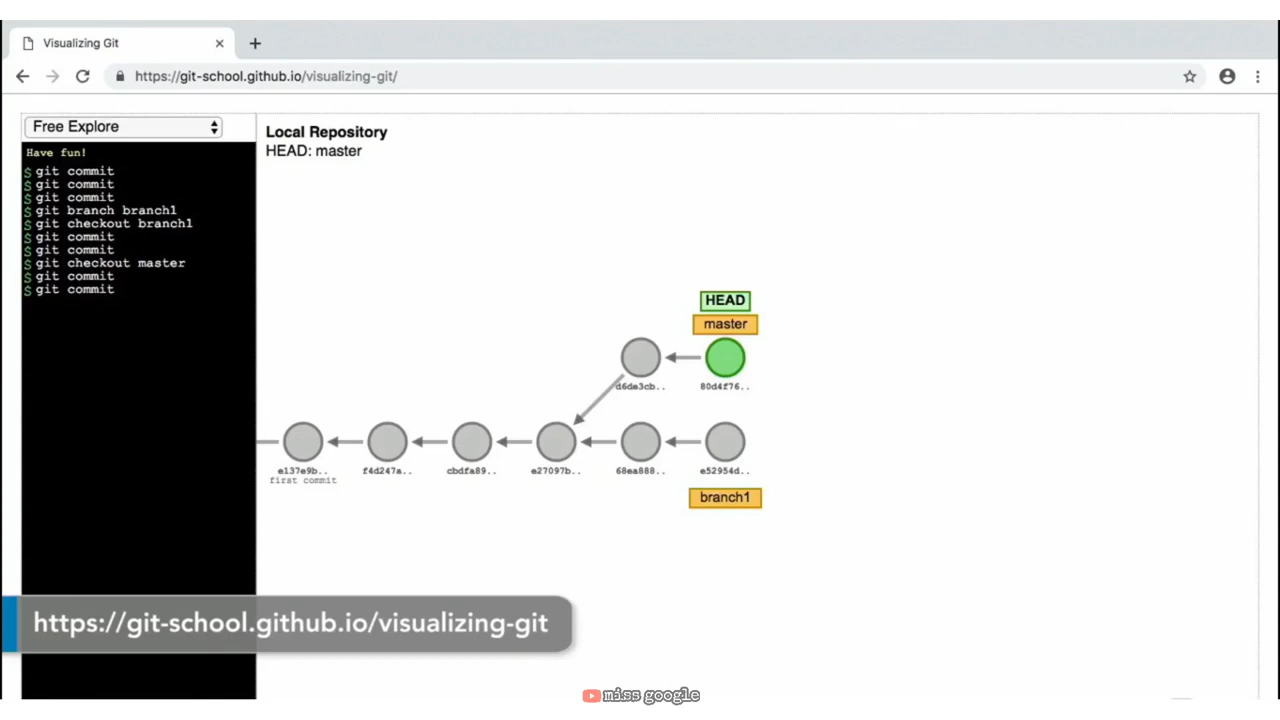 Visualizing Git
https://git-school.github.io/visualizing-git/
Free Explore
Have fun!
$ git commit
$ git commit
$ git commit
$ git branch branch1
$ git checkout branch1
$ git commit
$ git commit
$ git checkout master
$ git commit
$ git commit
Local Repository
HEAD: master
HEAD
master
d6da3cb..
80d4f76..
e137e9b..
first commit
f4d247a..
cbdfa89..
e27097b..
68ea888..
e52954d..
branch1
https://git-school.github.io/visualizing-git
miss google